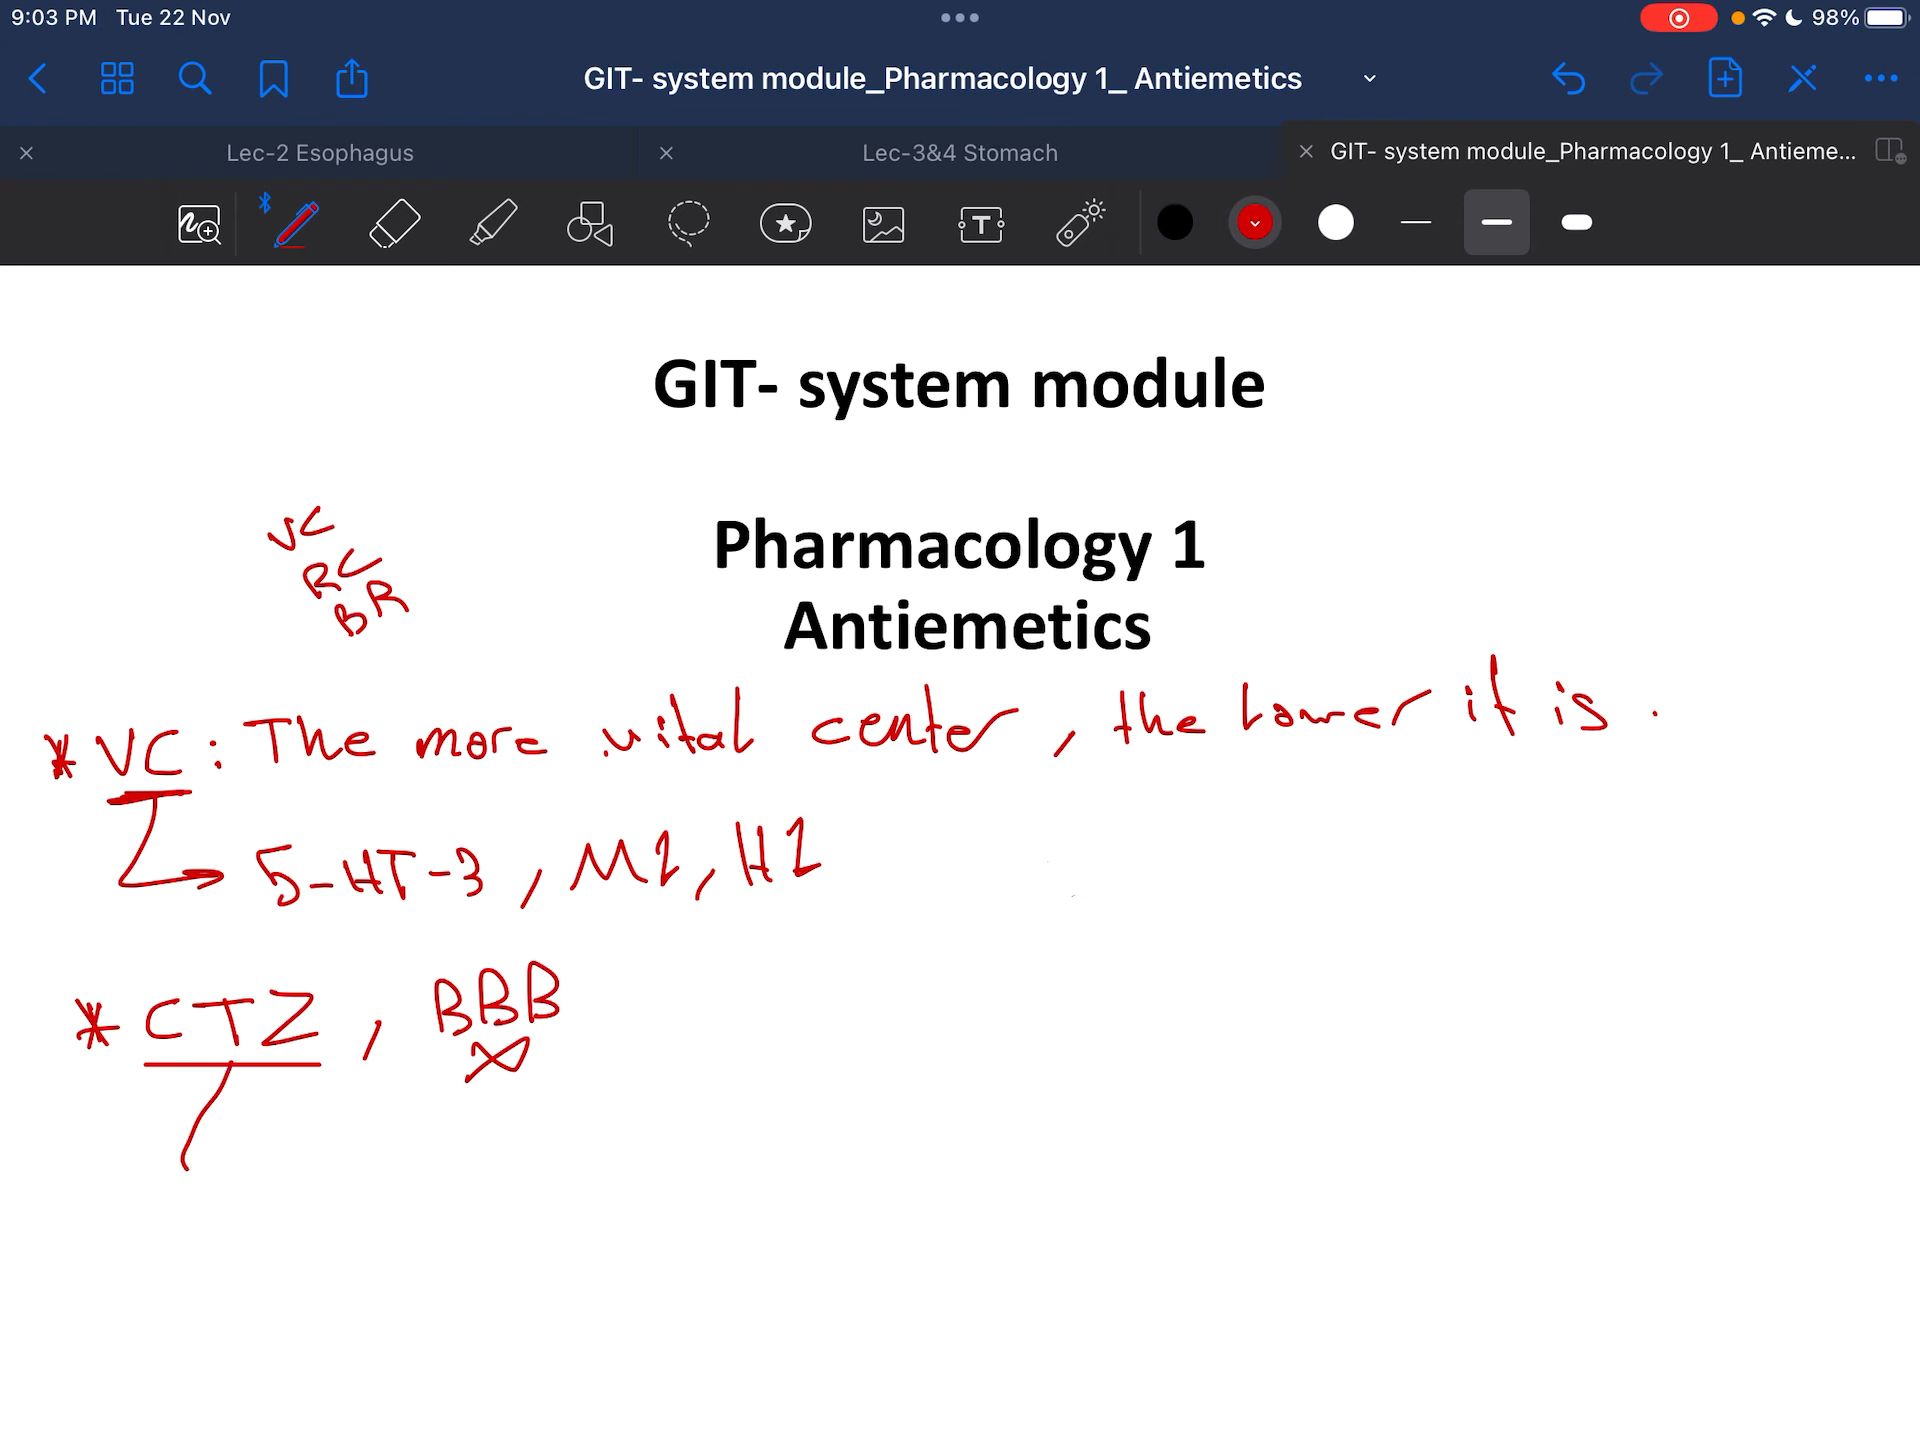 9:03 PM Tue 22 Nov
98%
GIT- system module_Pharmacology 1_ Antiemetics
Lec-2 Esophagus
Lec-3&4 Stomach
GIT- system module_Pharmacology 1_ Antieme...
GIT- system module
Pharmacology 1
Antiemetics
VC
RC
BR
* VC : The more vital center , the lower it is .
5-HT-3 , M1 , H1
* CTZ , BBB